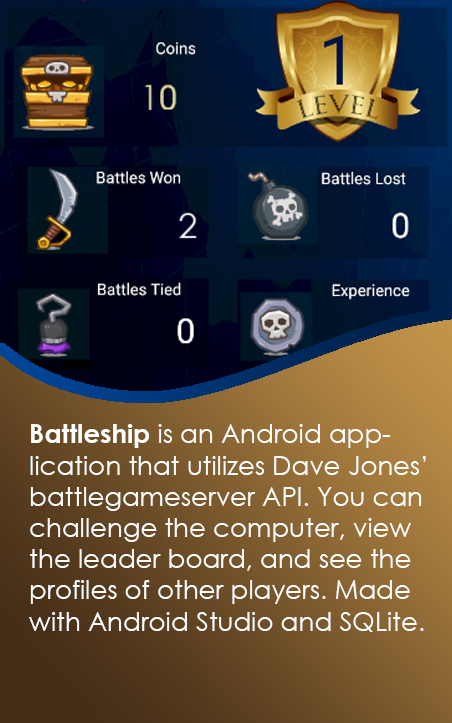 Coins
10
1
LEVEL
Battles Won
2
Battles Lost
0
Battles Tied
0
Experience
Battleship is an Android app-
lication that utilizes Dave Jones’
battlegameserver API. You can
challenge the computer, view
the leader board, and see the
profiles of other players. Made
with Android Studio and SQLite.